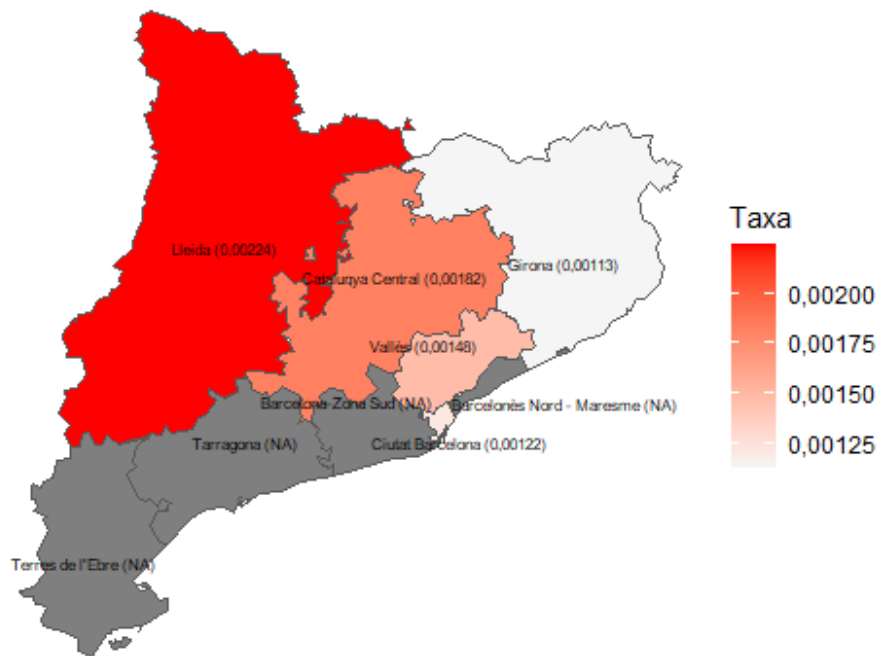 Taxa
Lleida (0,00224)
Girona (0,00113)
Catalunya Central (0,00182)
0,00200
Vallès (0,00148)
0,00175
Barcelona-Zona Sud (NA)
Barcelonès Nord - Maresme (NA)
0,00150
Tarragona (NA)
Ciutat Barcelona (0,00122)
0,00125
Terres de l'Ebre (NA)